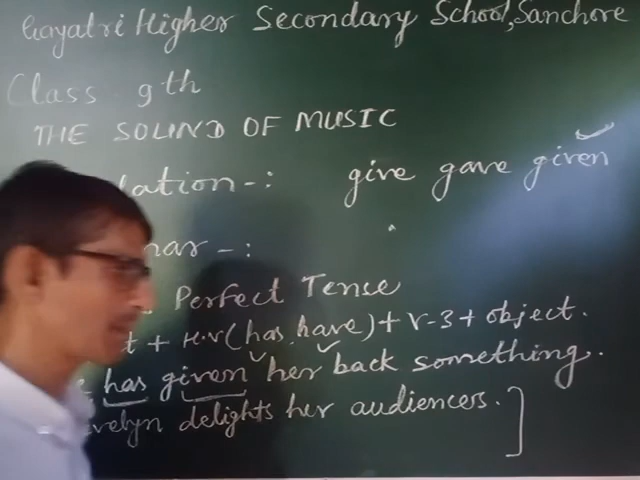 Gayatri Higher Secondary School, Sanchore
Class 9th
THE SOUND OF MUSIC
lation-: give gave given
mar-:
Perfect Tense
t + H.V (has, have) + V-3 + object.
has given her back something.
velyn delights her audiences.